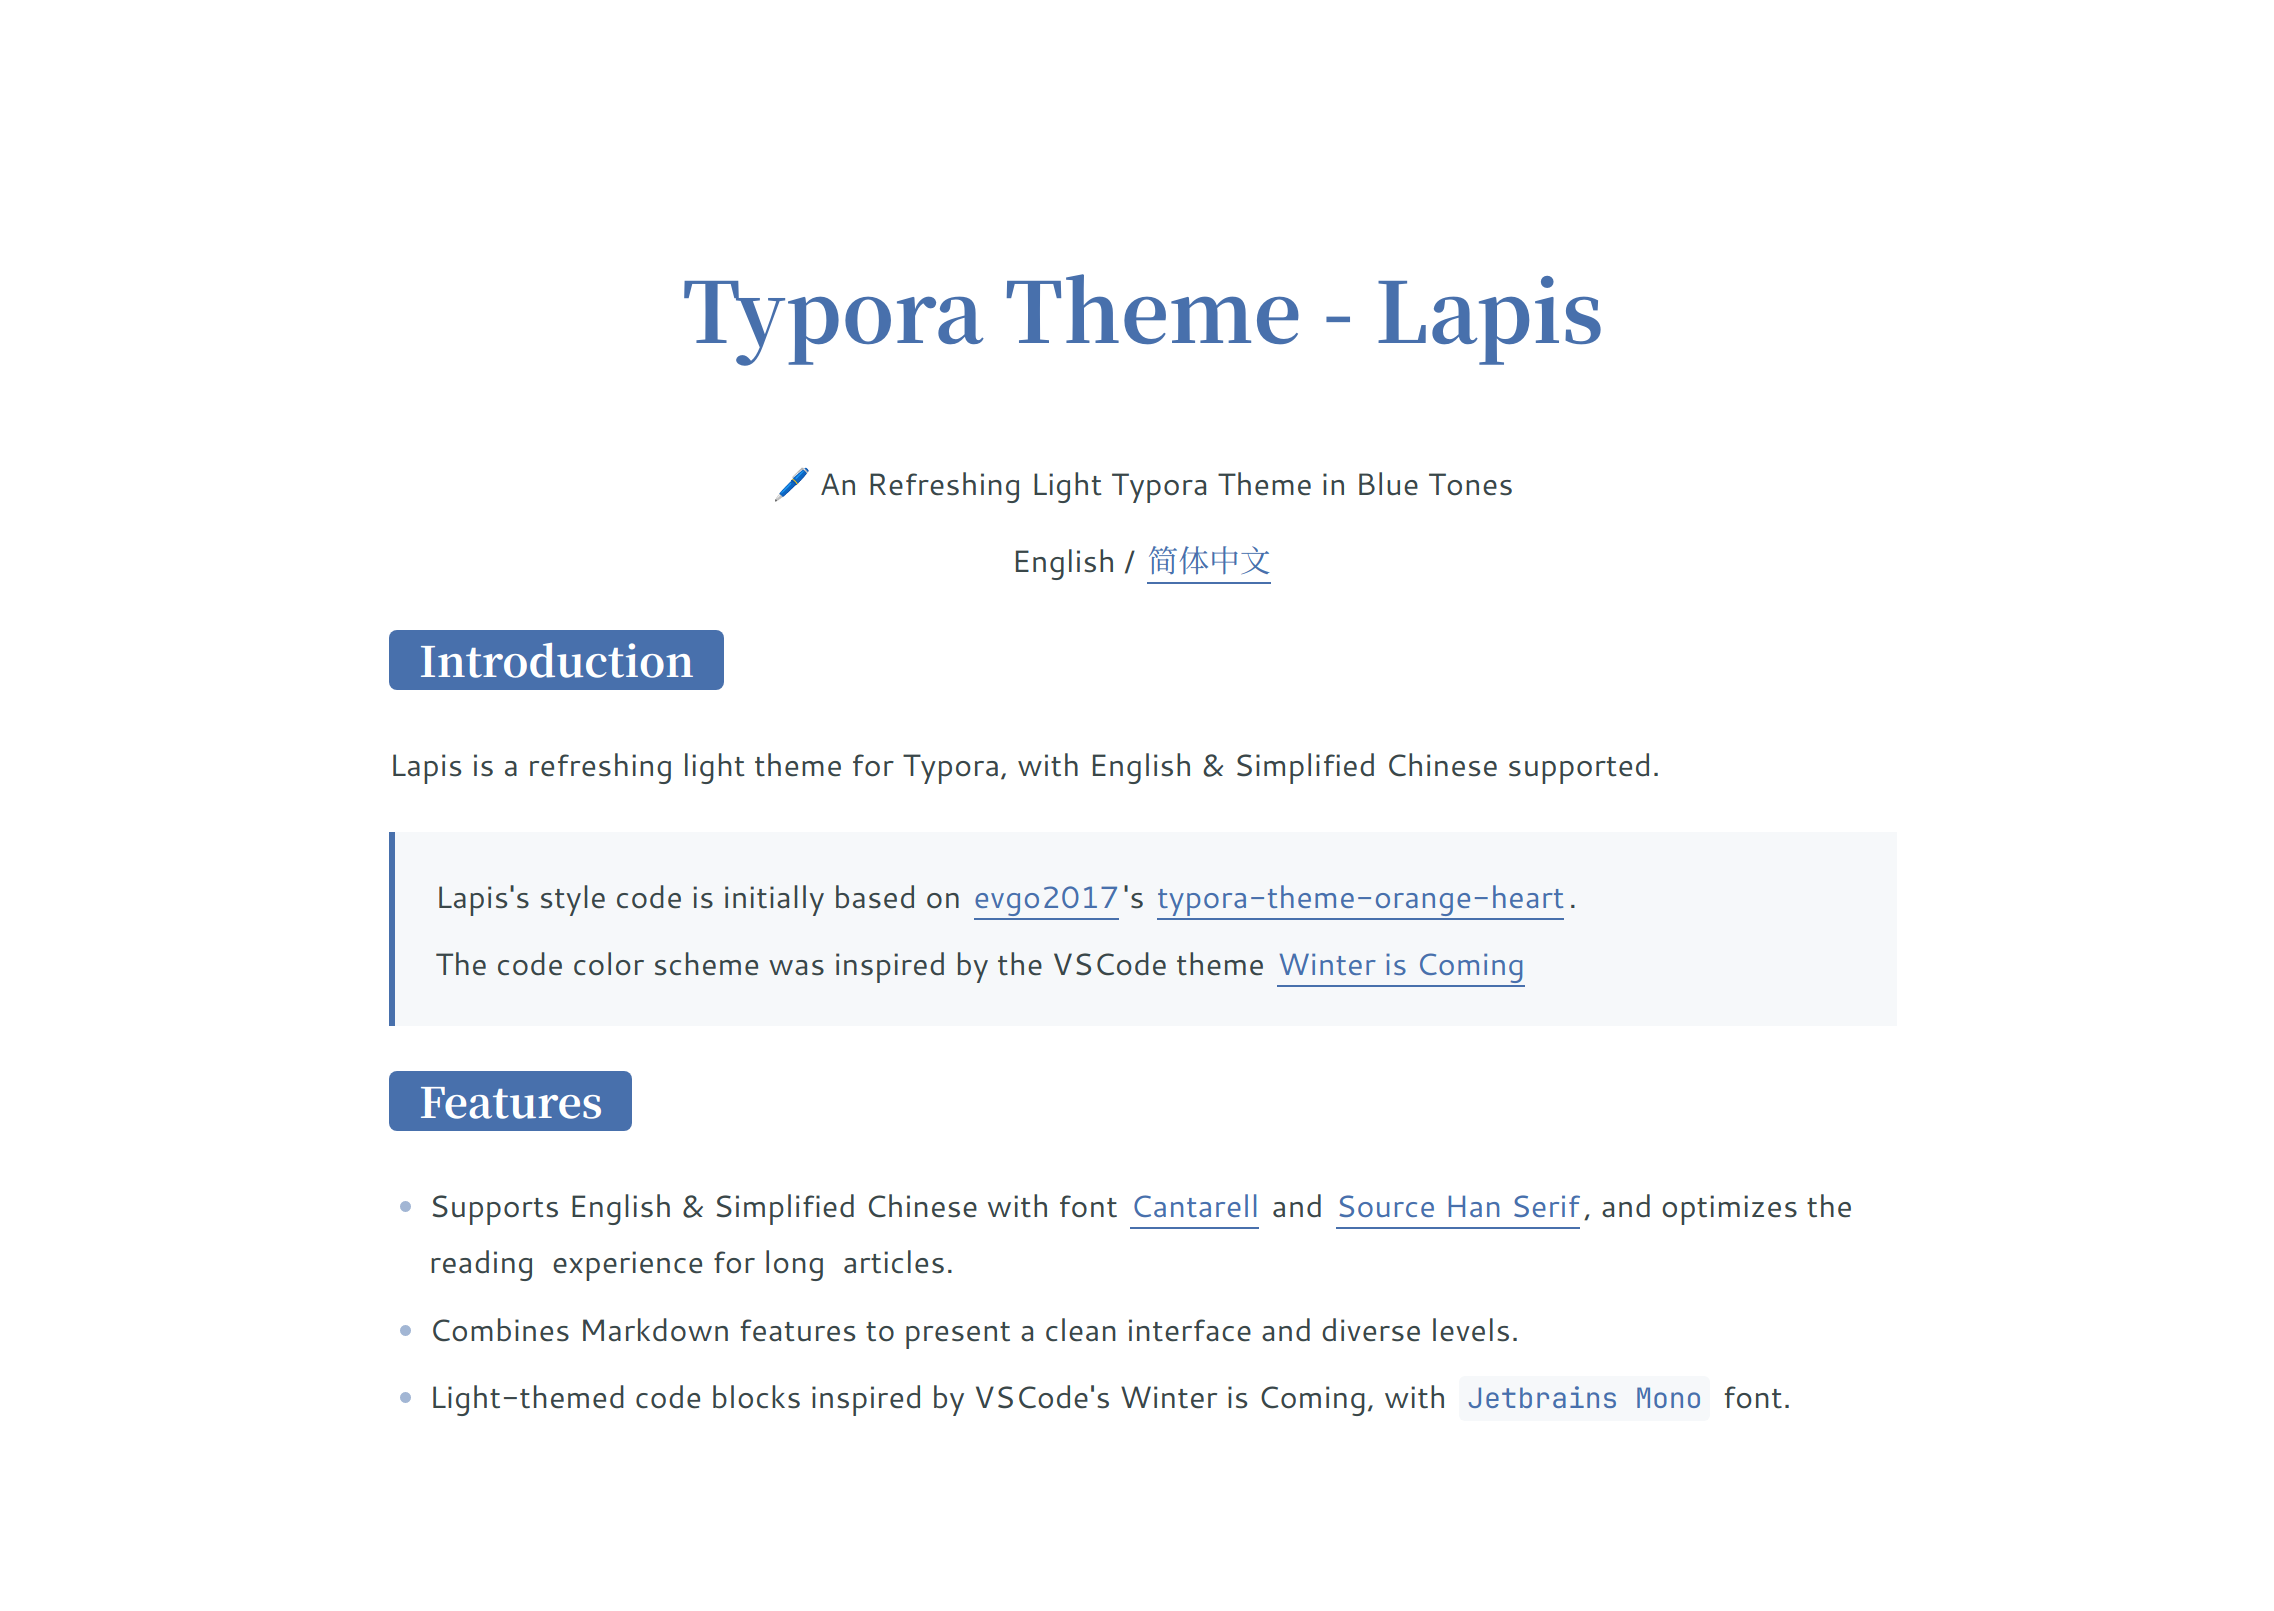 Typora Theme - Lapis
🖊️ An Refreshing Light Typora Theme in Blue Tones
English / 简体中文
Introduction
Lapis is a refreshing light theme for Typora, with English & Simplified Chinese supported.
Lapis's style code is initially based on evgo2017's typora-theme-orange-heart.
The code color scheme was inspired by the VSCode theme Winter is Coming
Features
Supports English & Simplified Chinese with font Cantarell and Source Han Serif, and optimizes the
reading experience for long articles.
Combines Markdown features to present a clean interface and diverse levels.
Light-themed code blocks inspired by VSCode's Winter is Coming, with Jetbrains Mono font.